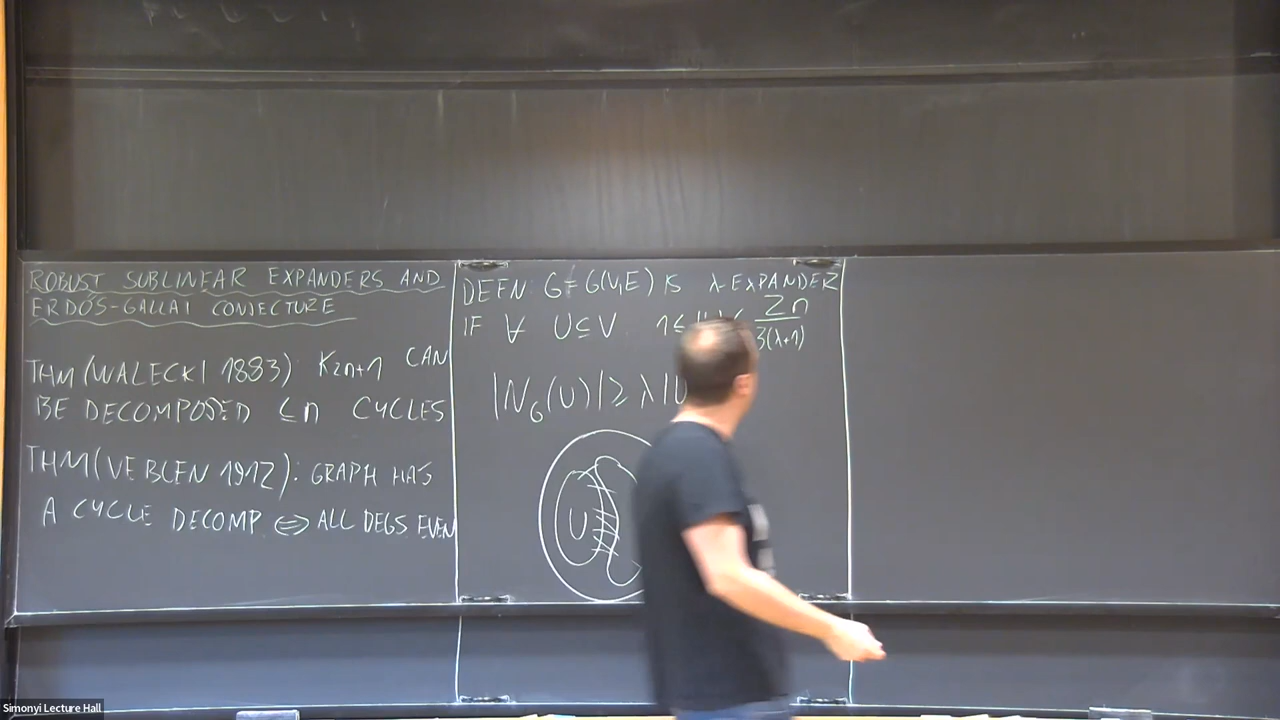 ROBUST SUBLINEAR EXPANDERS AND
ERDŐS-GALLAI CONJECTURE
THM(WALECKI 1883) K2n+1 CAN
BE DECOMPOSED ≤n CYCLES
THM(VEBLEN 1912): GRAPH HAS
A CYCLE DECOMP. ⇔ ALL DEGS EVEN
DEFN: G=G(V,E) IS λ-EXPANDER
IF ∀ U⊆V 1≤|U|≤ 2n/3(λ+1)
|N_G(U)|≥λ|U
U
Simonyi Lecture Hall